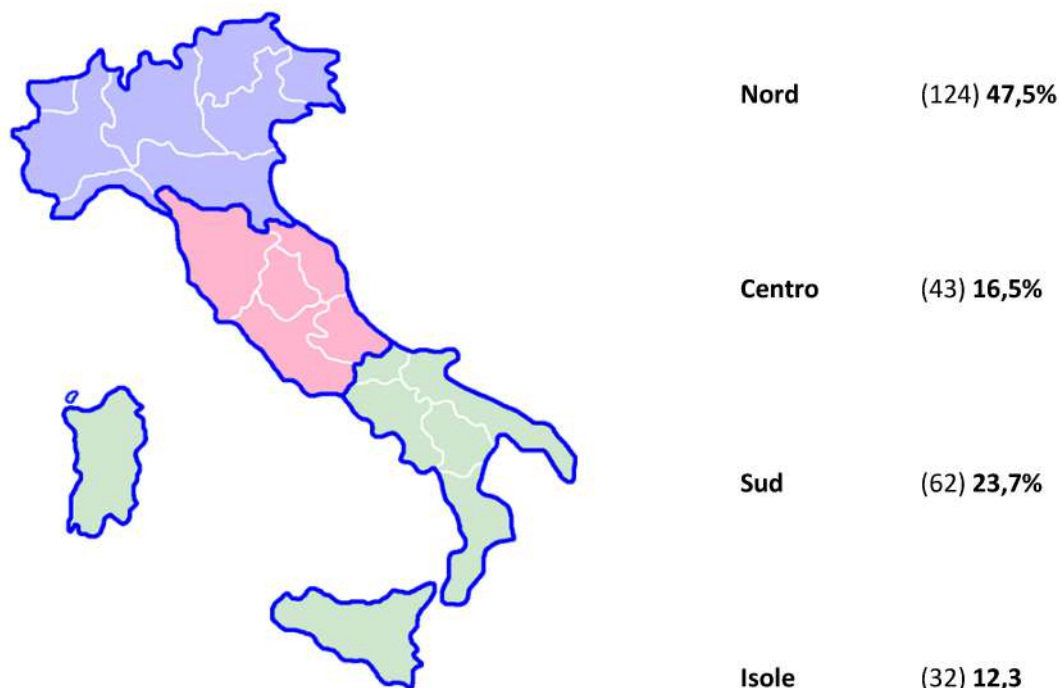 Nord (124) 47,5%
Centro (43) 16,5%
Sud (62) 23,7%
Isole (32) 12,3